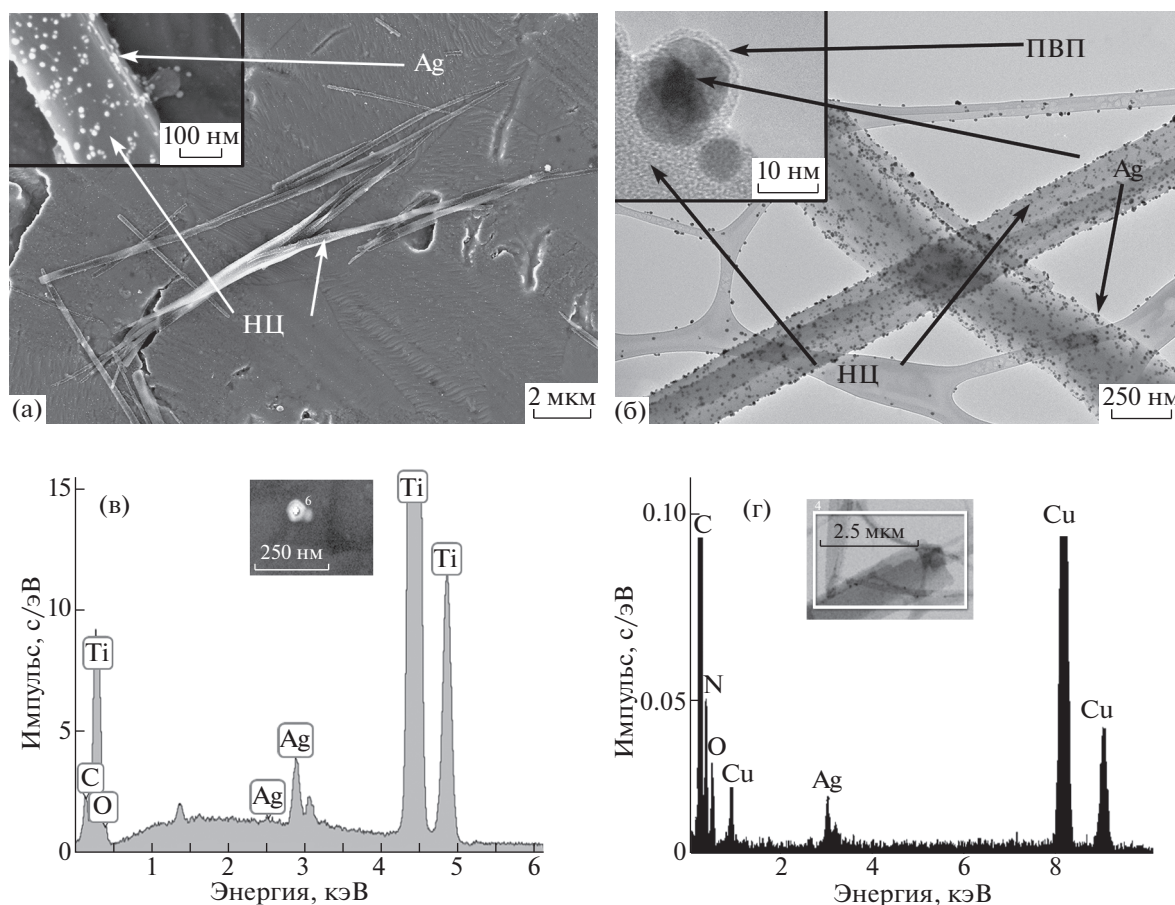 Ag
100 нм
НЦ
(а)
2 мкм
ПВП
10 нм
Ag
НЦ
(б)
250 нм
(в)
6
250 нм
Импульс, с/эВ
15
10
5
0
Ti
Ti
Ti
Ag
Ag
C
O
1 2 3 4 5 6
Энергия, кэВ
(г)
4
2.5 мкм
Импульс, с/эВ
0.10
0.05
0
C
N
O
Cu
Ag
Cu
Cu
2 4 6 8
Энергия, кэВ